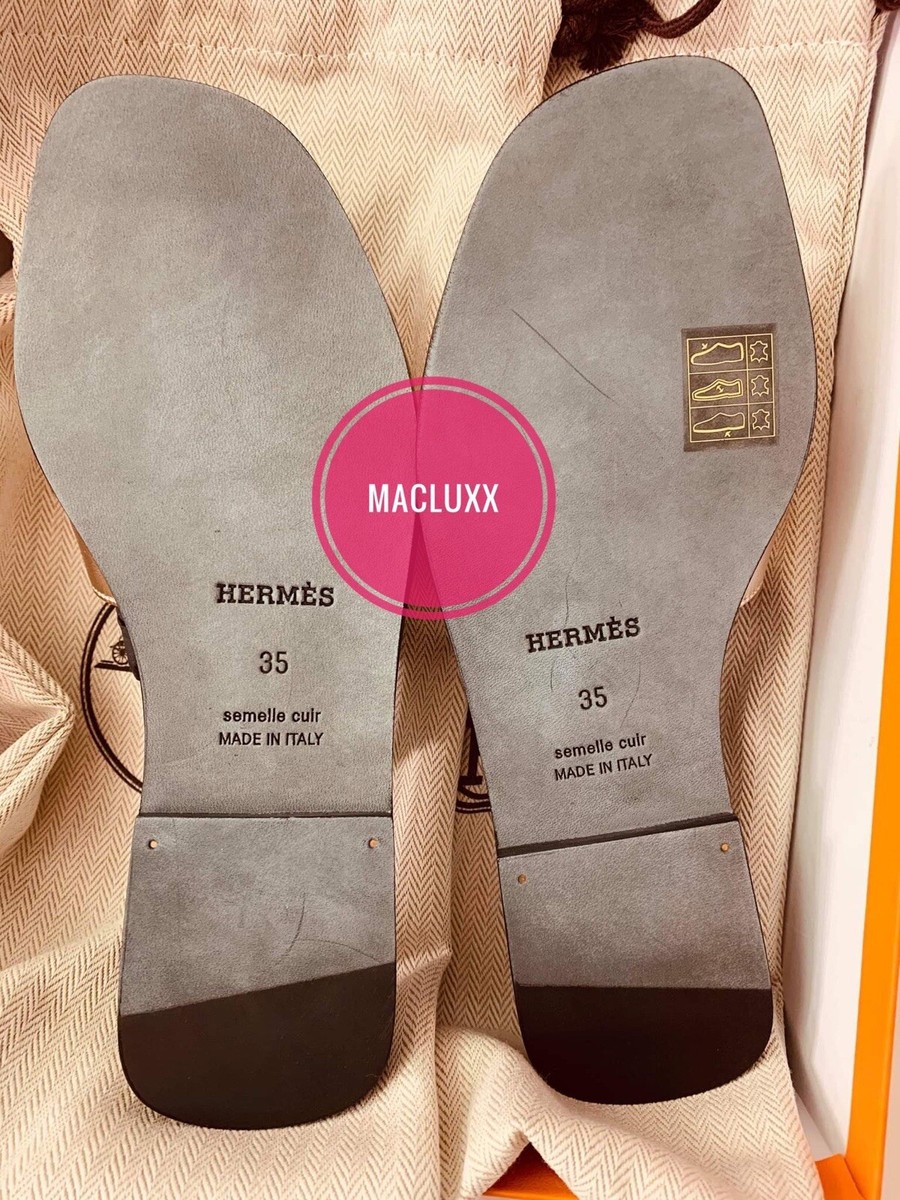 MACLUXX
HERMÈS
35
semelle cuir
MADE IN ITALY
HERMÈS
35
semelle cuir
MADE IN ITALY